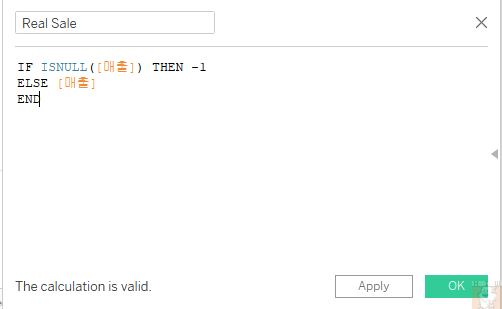 Real Sale
IF ISNULL([매출]) THEN -1
ELSE [매출]
END
The calculation is valid.
Apply
OK